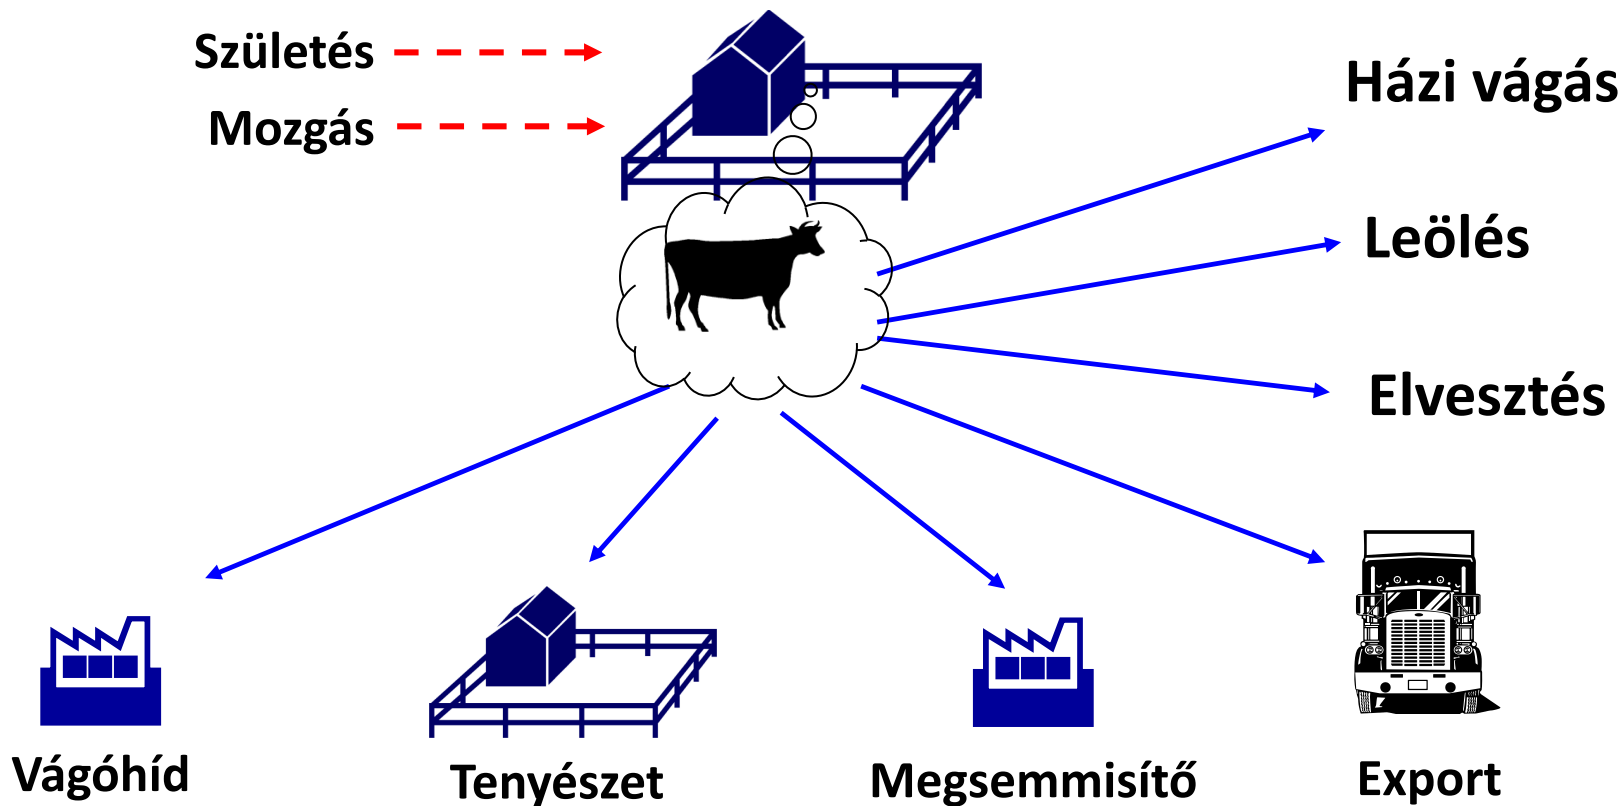 Születés
Mozgás
Házi vágás
Leölés
Elvesztés
Vágóhíd
Tenyészet
Megsemmisítő
Export